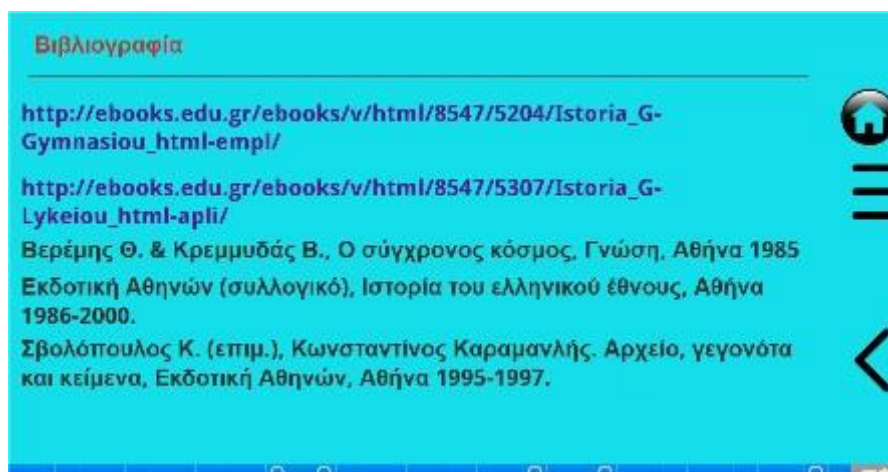 Βιβλιογραφία
http://ebooks.edu.gr/ebooks/v/html/8547/5204/Istoria_G-
Gymnasiou_html-empl/
http://ebooks.edu.gr/ebooks/v/html/8547/5307/Istoria_G-
Lykeiou_html-apli/
Βερέμης Θ. & Κρεμμυδάς Β., Ο σύγχρονος κόσμος, Γνώση, Αθήνα 1985
Εκδοτική Αθηνών (συλλογικό), Ιστορία του ελληνικού έθνους, Αθήνα
1986-2000.
Σβολόπουλος Κ. (επιμ.), Κωνσταντίνος Καραμανλής. Αρχείο, γεγονότα
και κείμενα, Εκδοτική Αθηνών, Αθήνα 1995-1997.